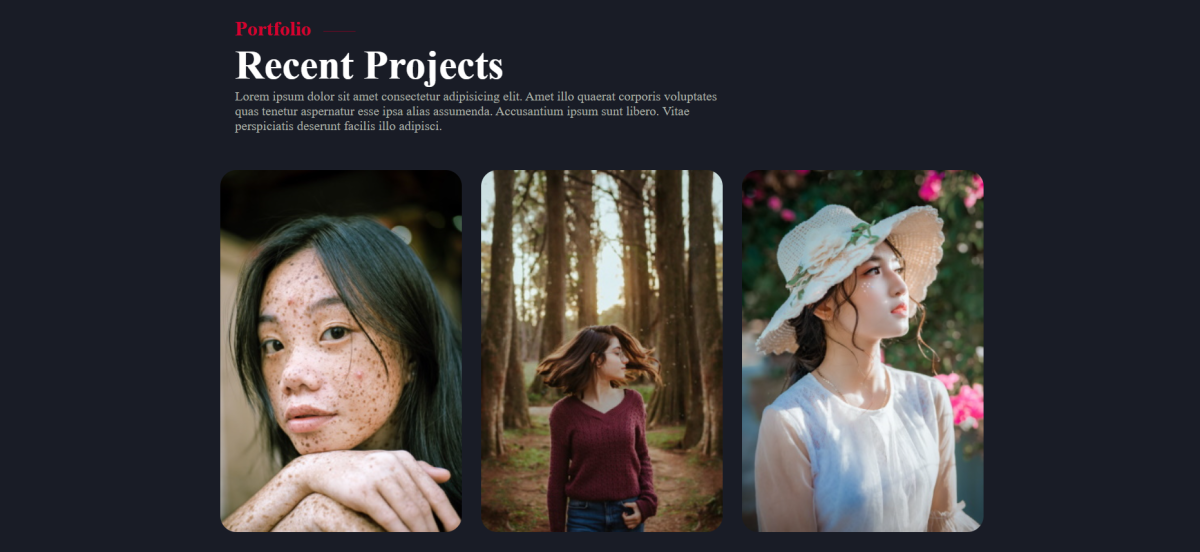 Portfolio
Recent Projects
Lorem ipsum dolor sit amet consectetur adipisicing elit. Amet illo quaerat corporis voluptates
quas tenetur aspernatur esse ipsa alias assumenda. Accusantium ipsum sunt libero. Vitae
perspiciatis deserunt facilis illo adipisci.